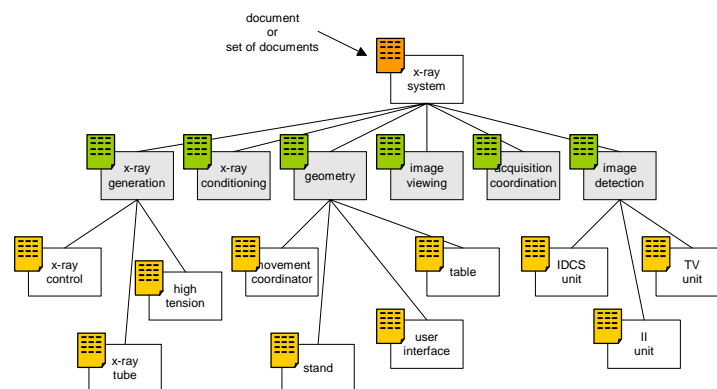 document
or
set of documents
x-ray
system
x-ray
generation
x-ray
conditioning
geometry
image
viewing
acquisition
coordination
image
detection
x-ray
control
high
tension
movement
coordinator
table
IDCS
unit
TV
unit
x-ray
tube
stand
user
interface
II
unit